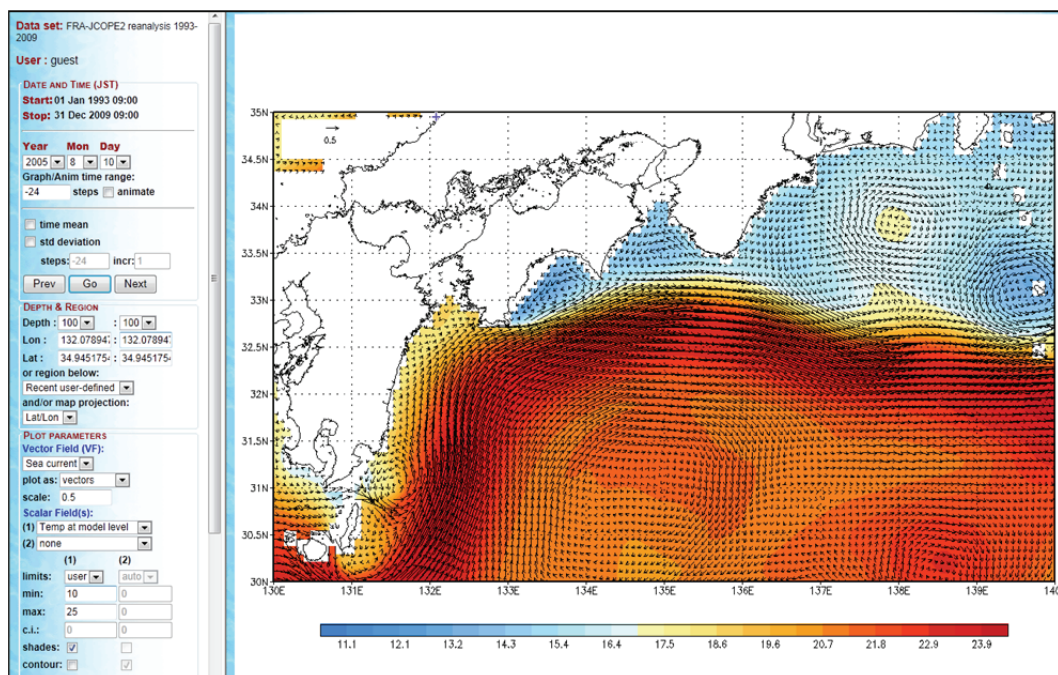 Data set: FRA-JCOPE2 reanalysis 1993-
2009
User : guest
DATE AND TIME (JST)
Start: 01 Jan 1993 09:00
Stop: 31 Dec 2009 09:00
Year Mon Day
2005 8 10
Graph/Anim time range:
-24 steps animate
time mean
std deviation
steps: -24 incr: 1
Prev Go Next
DEPTH & REGION
Depth : 100 : 100
Lon : 132.078947 : 132.078947
Lat : 34.945175 : 34.945175
or region below:
Recent user-defined
and/or map projection:
Lat/Lon
PLOT PARAMETERS
Vector Field (VF):
Sea current
plot as: vectors
scale: 0.5
Scalar Field(s):
(1) Temp at model level
(2) none
(1) (2)
limits: user auto
min: 10 0
max: 25 0
c.i.: 0 0
shades:
contour:
0.5
35N
34.5N
34N
33.5N
33N
32.5N
32N
31.5N
31N
30.5N
30N
130E 131E 132E 133E 134E 135E 136E 137E 138E 139E 140
11.1 12.1 13.2 14.3 15.4 16.4 17.5 18.6 19.6 20.7 21.8 22.9 23.9